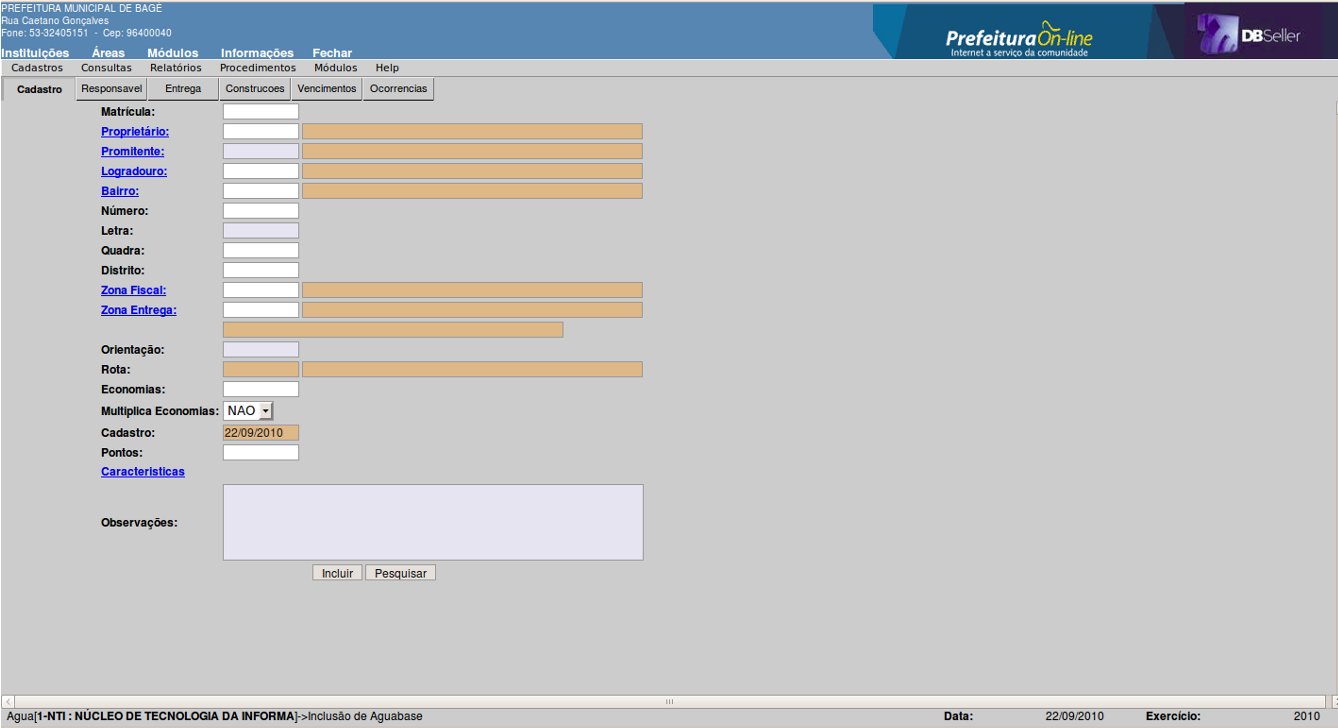 PREFEITURA MUNICIPAL DE BAGÉ
Rua Caetano Gonçalves
Fone: 53-32405151 - Cep: 96400040
PrefeituraOn-line
Internet a serviço da comunidade
DBSeller
Instituições Áreas Módulos Informações Fechar
Cadastros Consultas Relatórios Procedimentos Módulos Help
Cadastro Responsavel Entrega Construcoes Vencimentos Ocorrencias
Matrícula:
Proprietário:
Promitente:
Logradouro:
Bairro:
Número:
Letra:
Quadra:
Distrito:
Zona Fiscal:
Zona Entrega:
Orientação:
Rota:
Economias:
Multiplica Economias: NAO
Cadastro: 22/09/2010
Pontos:
Caracteristicas
Observações:
Incluir Pesquisar
Agua[1-NTI : NÚCLEO DE TECNOLOGIA DA INFORMA]->Inclusão de Aguabase Data: 22/09/2010 Exercício: 2010